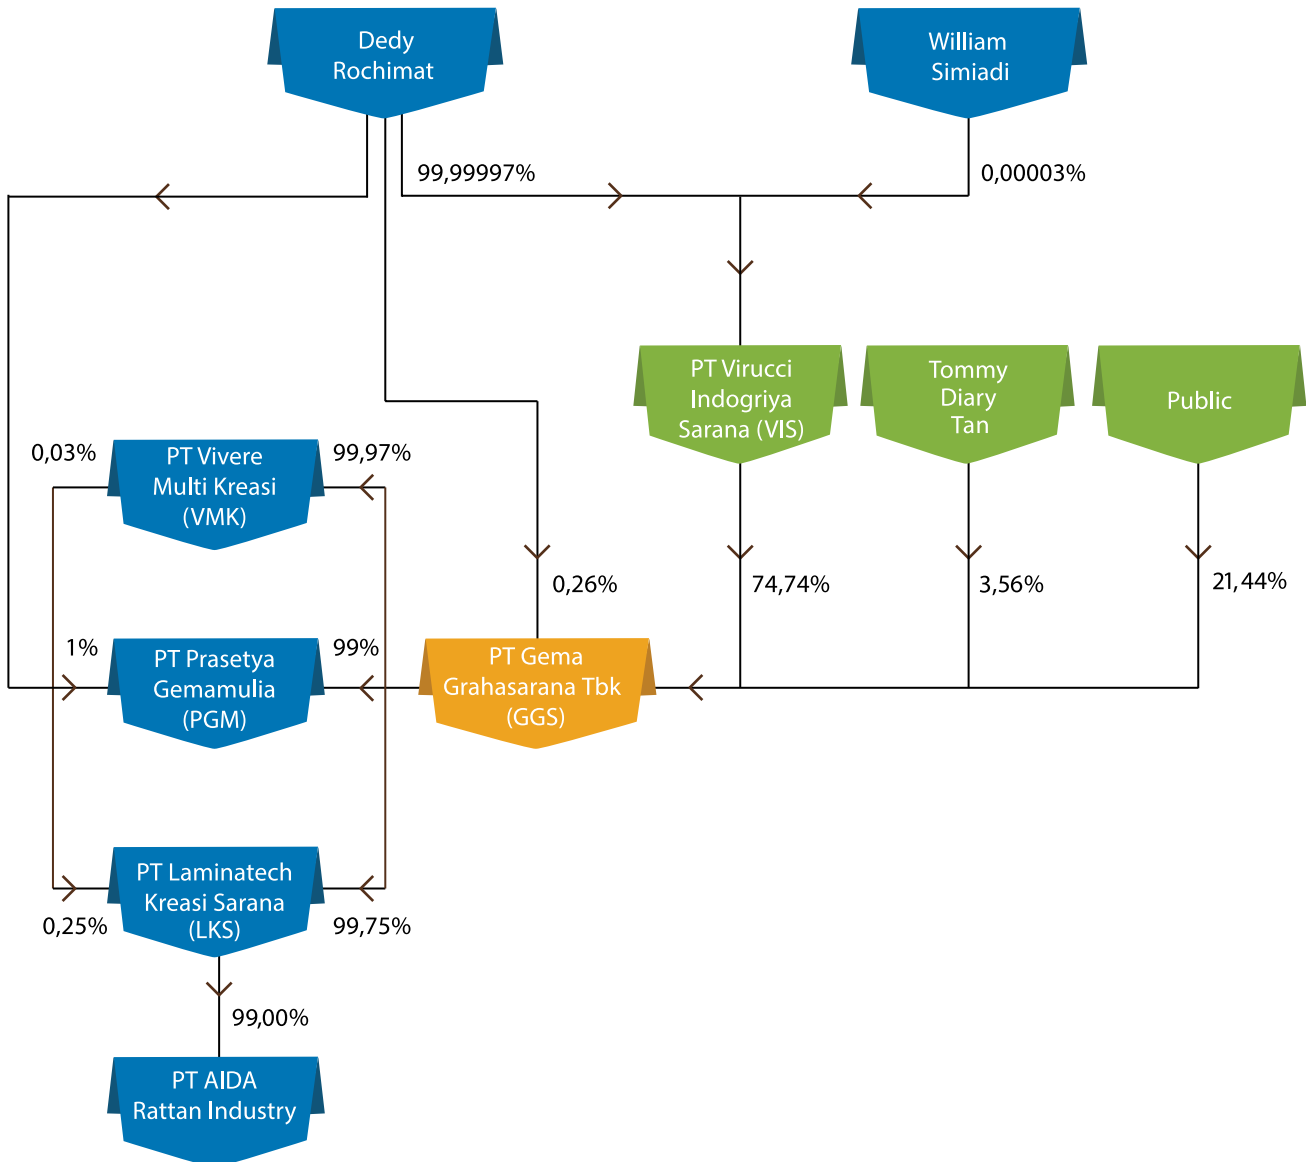 Dedy
Rochimat
William
Simiadi
99,99997%
0,00003%
PT Virucci
Indogriya
Sarana (VIS)
Tommy
Diary
Tan
Public
0,03%
PT Vivere
Multi Kreasi
(VMK)
99,97%
0,26%
74,74%
3,56%
21,44%
1%
PT Prasetya
Gemamulia
(PGM)
99%
PT Gema
Grahasarana Tbk
(GGS)
PT Laminatech
Kreasi Sarana
(LKS)
0,25%
99,75%
99,00%
PT AIDA
Rattan Industry